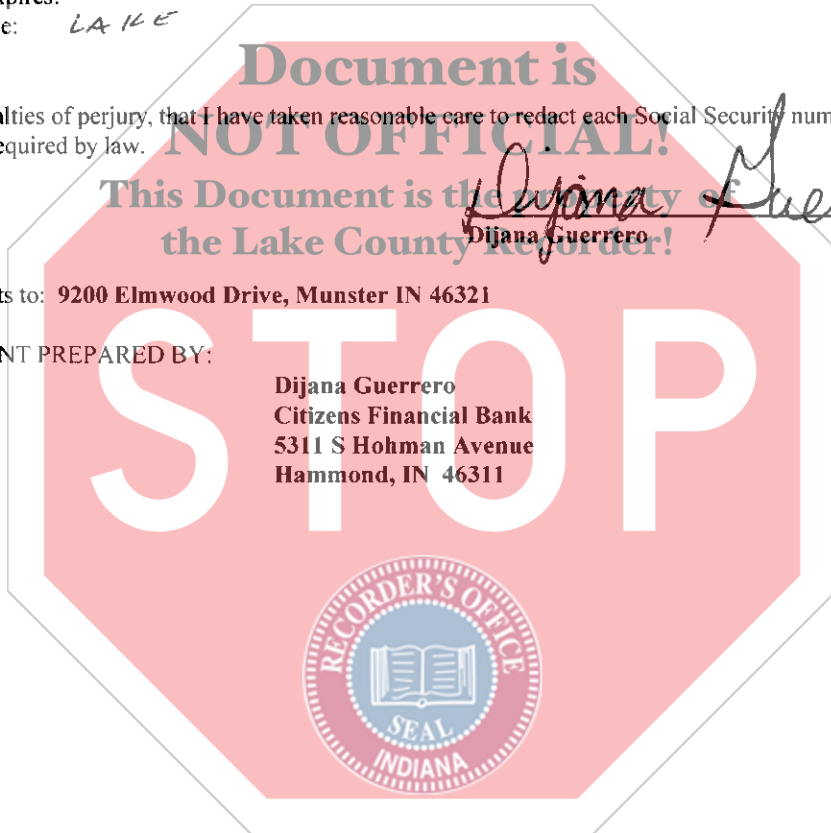 e: LAKE
Document is
alties of perjury, that I have taken reasonable care to redact each Social Security num
equired by law. NOT OFFICIAL!
This Document is the property of
Dijana Gue
the Lake County Recorder!
Dijana Guerrero
ts to: 9200 Elmwood Drive, Munster IN 46321
STOP
NT PREPARED BY:
Dijana Guerrero
Citizens Financial Bank
5311 S Hohman Avenue
Hammond, IN 46311
RECORDER'S OFFICE
SEAL
INDIANA